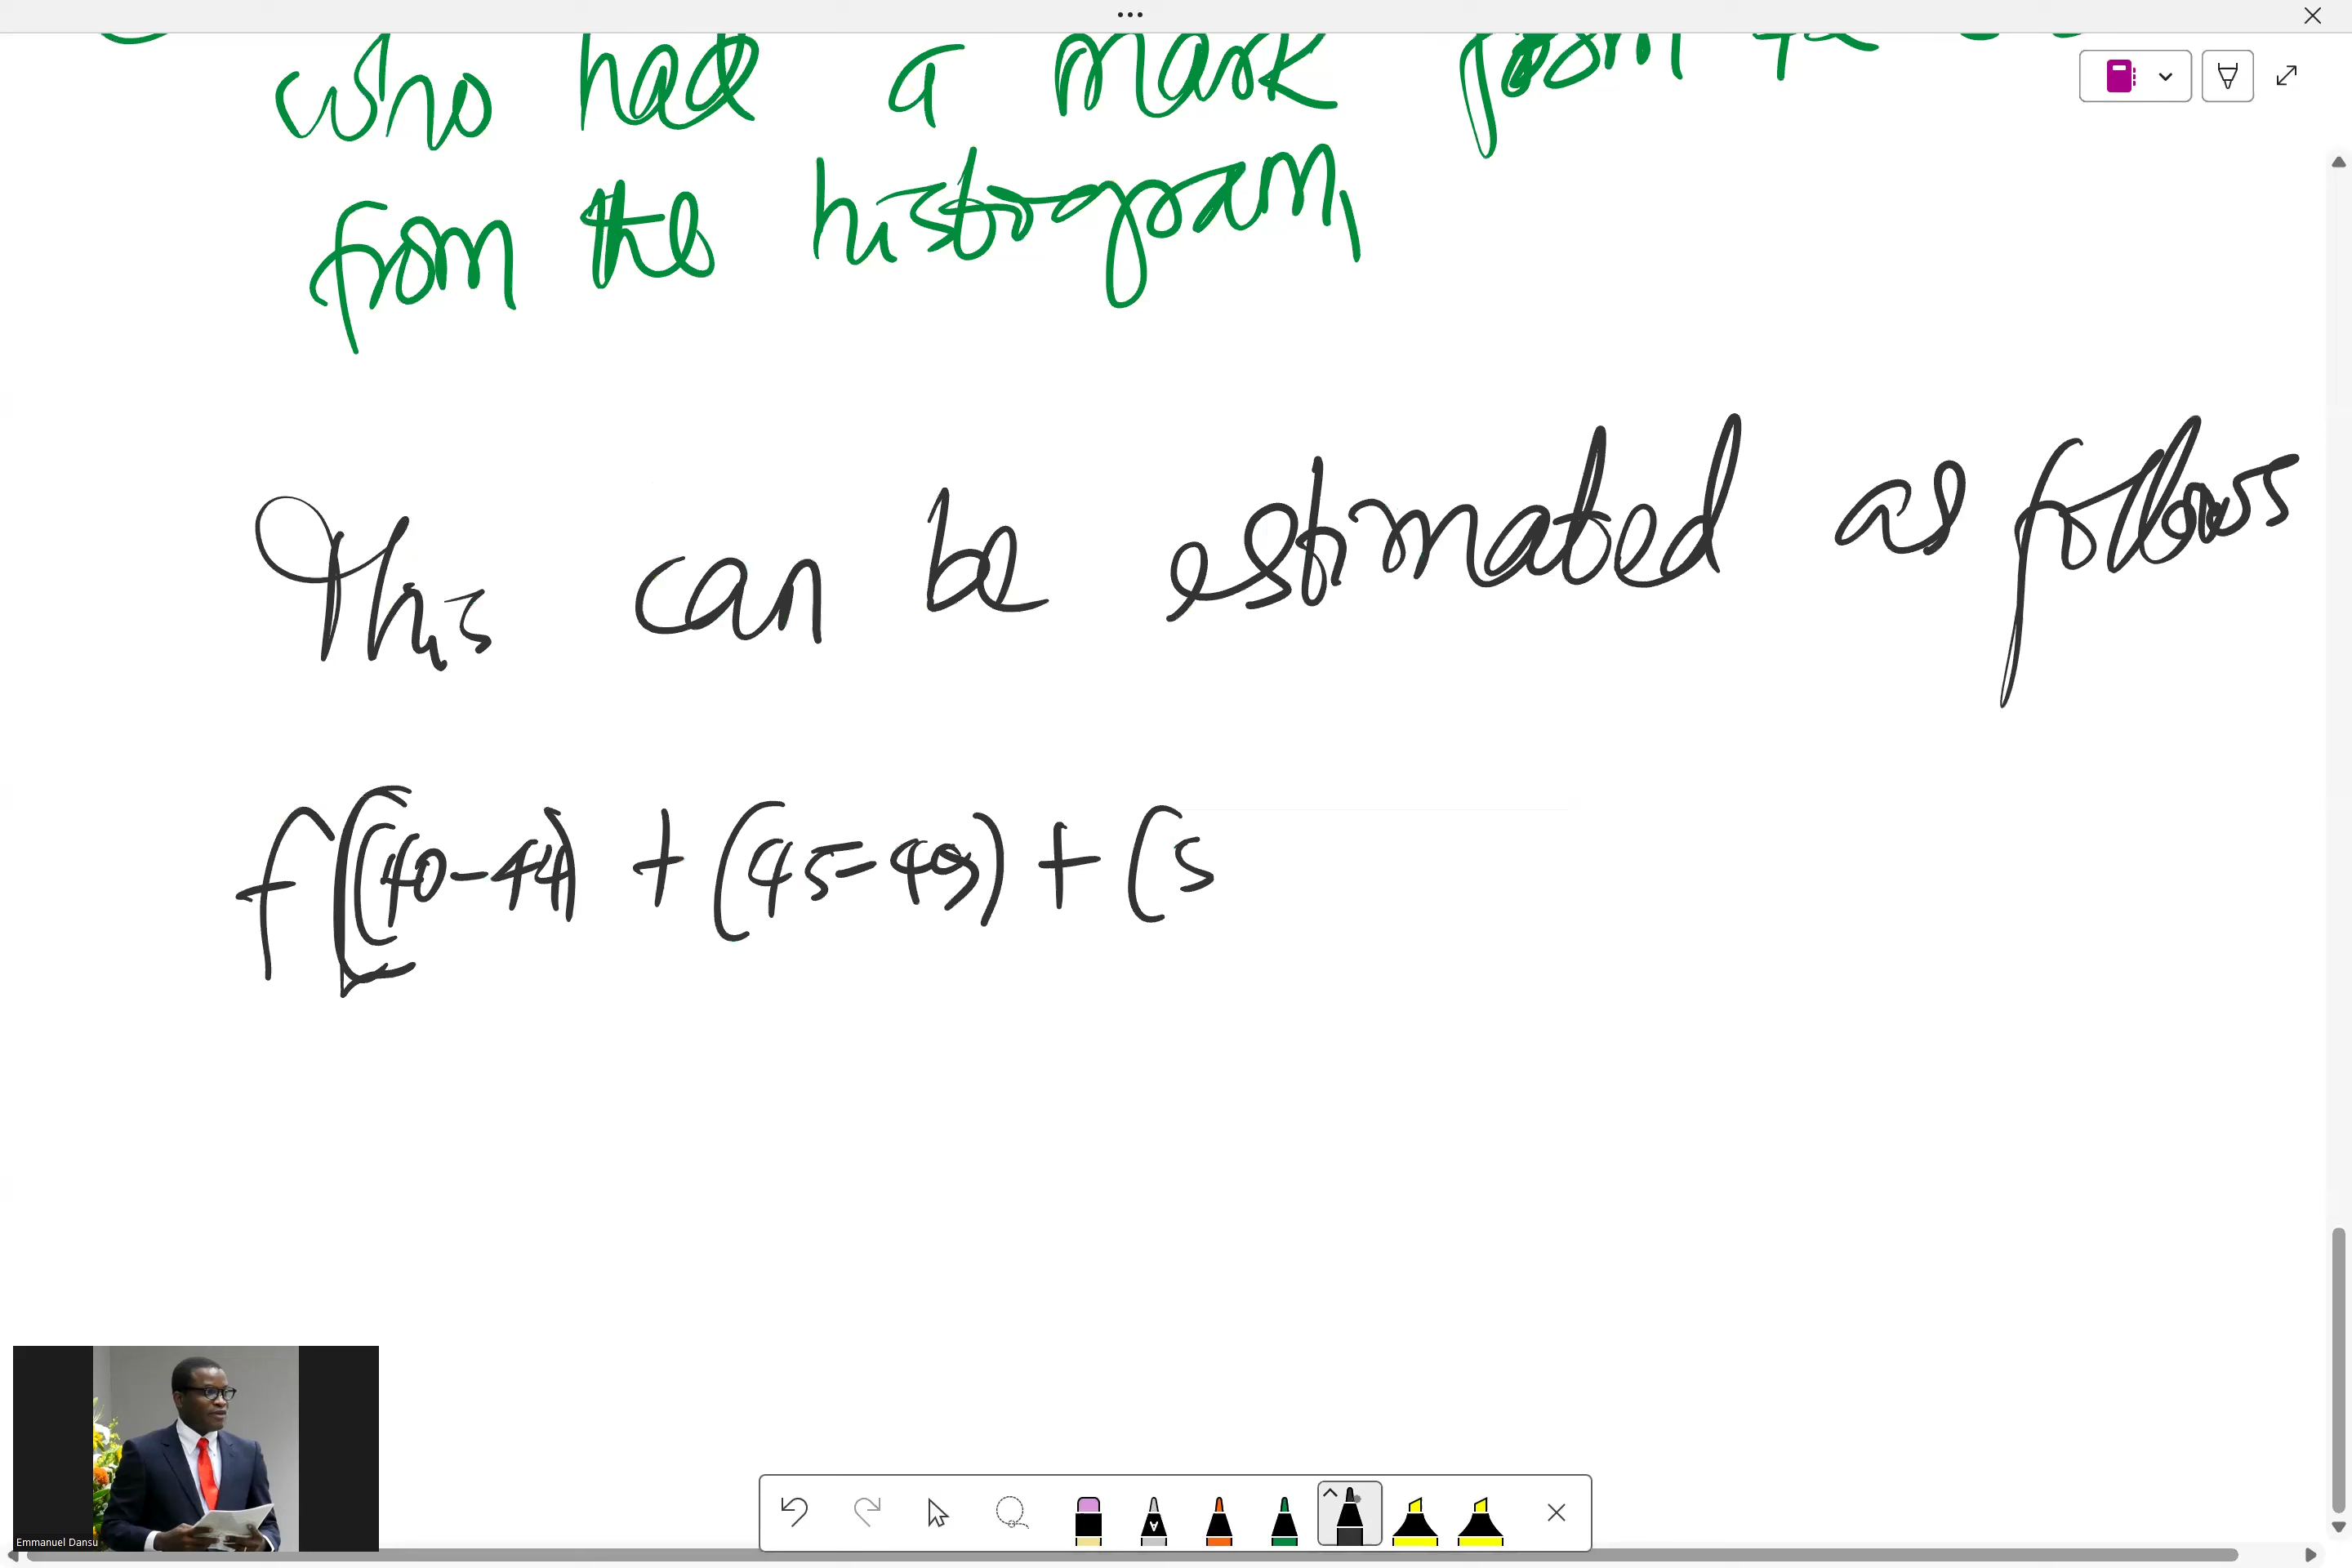 who had a mark from
from the histogram,
This can be estimated as follows
f[(40-44) + (45-49) + (5
Emmanuel Dansu